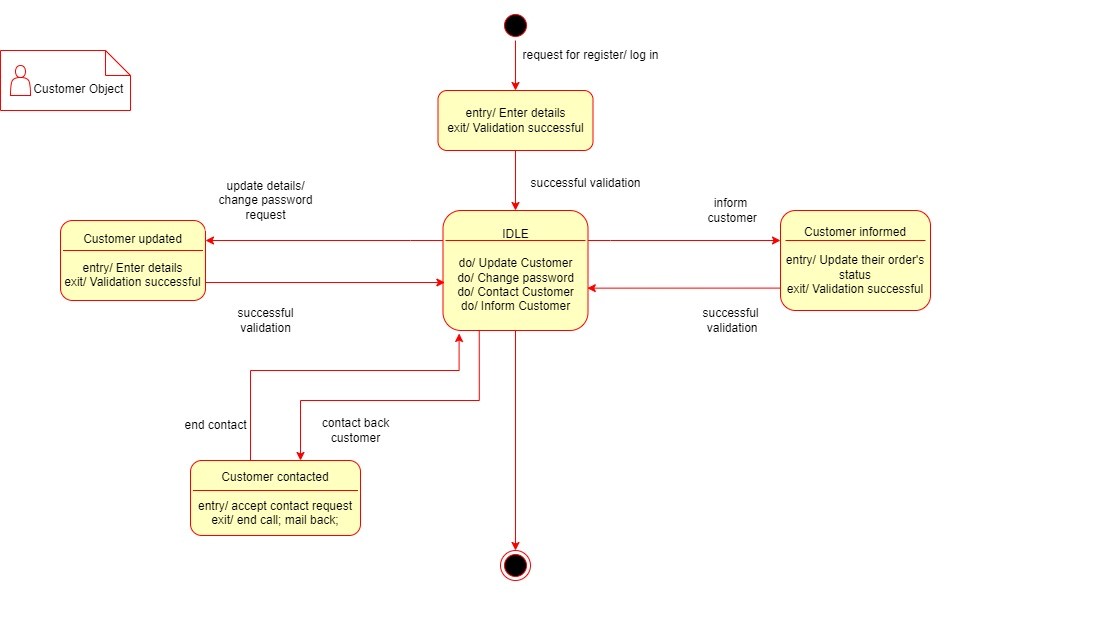 request for register/ log in
Customer Object
entry/ Enter details
exit/ Validation successful
successful validation
update details/
change password
request
inform
customer
Customer updated
entry/ Enter details
exit/ Validation successful
IDLE
do/ Update Customer
do/ Change password
do/ Contact Customer
do/ Inform Customer
Customer informed
entry/ Update their order's
status
exit/ Validation successful
successful
validation
successful
validation
end contact
contact back
customer
Customer contacted
entry/ accept contact request
exit/ end call; mail back;